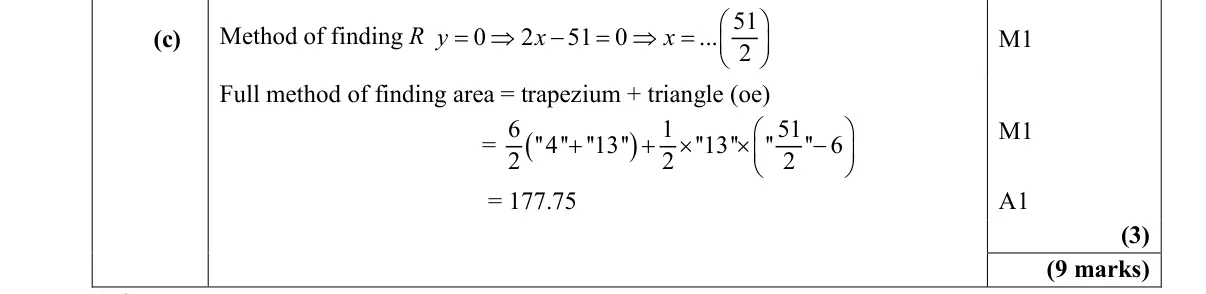 (c) Method of finding R y = 0 ⇒ 2x − 51 = 0 ⇒ x = ...(51/2) M1
Full method of finding area = trapezium + triangle (oe)
= 6/2 ("4"+"13") + 1/2 × "13" × ("51/2" − 6) M1
= 177.75 A1
(3)
(9 marks)